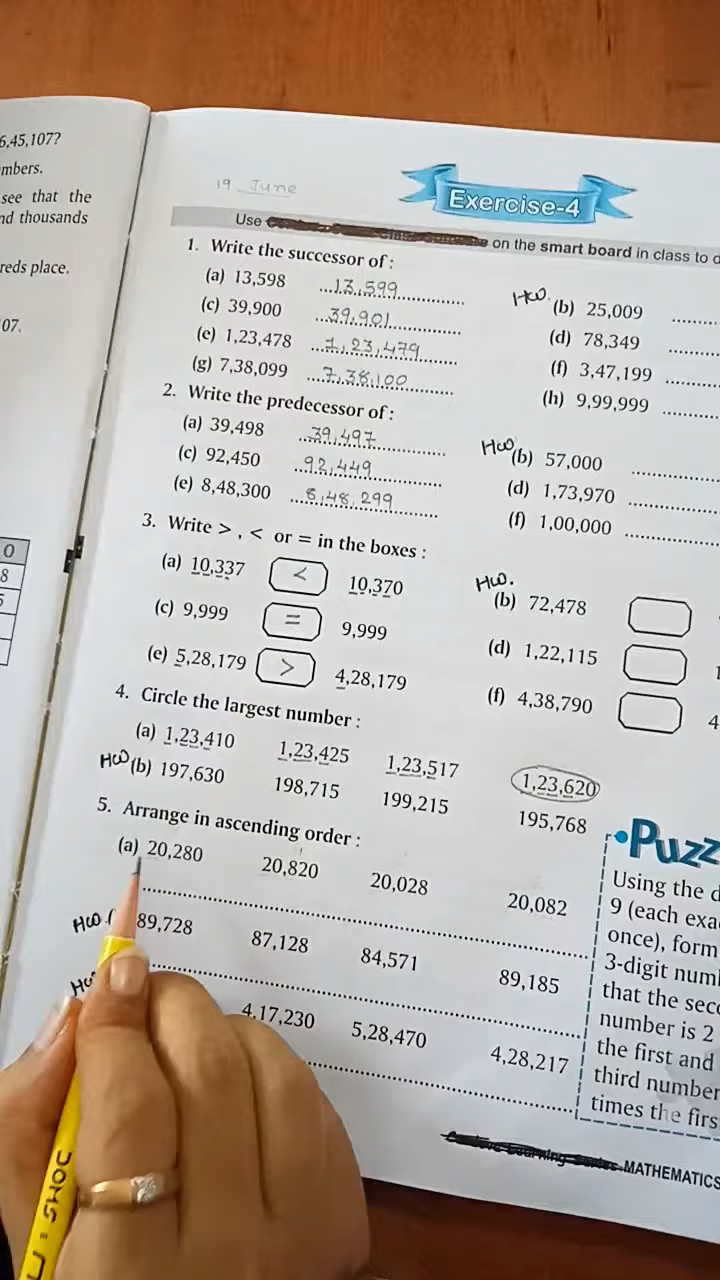 6,45,107?
mbers.
see that the
nd thousands
reds place.
07.
0
8
5
19 June
Exercise-4
Use on the smart board in class to
1. Write the successor of :
(a) 13,598 13,599
HW. (b) 25,009
(c) 39,900 39,901
(d) 78,349
(e) 1,23,478 1,23,479
(f) 3,47,199
(g) 7,38,099 7,38,100
(h) 9,99,999
2. Write the predecessor of :
(a) 39,498 39,497
HW (b) 57,000
(c) 92,450 92,449
(d) 1,73,970
(e) 8,48,300 8,48,299
(f) 1,00,000
3. Write > , < or = in the boxes :
(a) 10,337 < 10,370
HW. (b) 72,478
(c) 9,999 = 9,999
(d) 1,22,115
(e) 5,28,179 > 4,28,179
(f) 4,38,790 4
4. Circle the largest number :
(a) 1,23,410 1,23,425 1,23,517 1,23,620
HW (b) 197,630 198,715 199,215 195,768
5. Arrange in ascending order :
(a) 20,280 20,820 20,028 20,082
HW. ( 89,728 87,128 84,571 89,185
4,17,230 5,28,470 4,28,217
Puzz
Using the d
9 (each exa
once), form
3-digit num
that the sec
number is 2
the first and
third number
times the firs
MATHEMATICS
DOMS